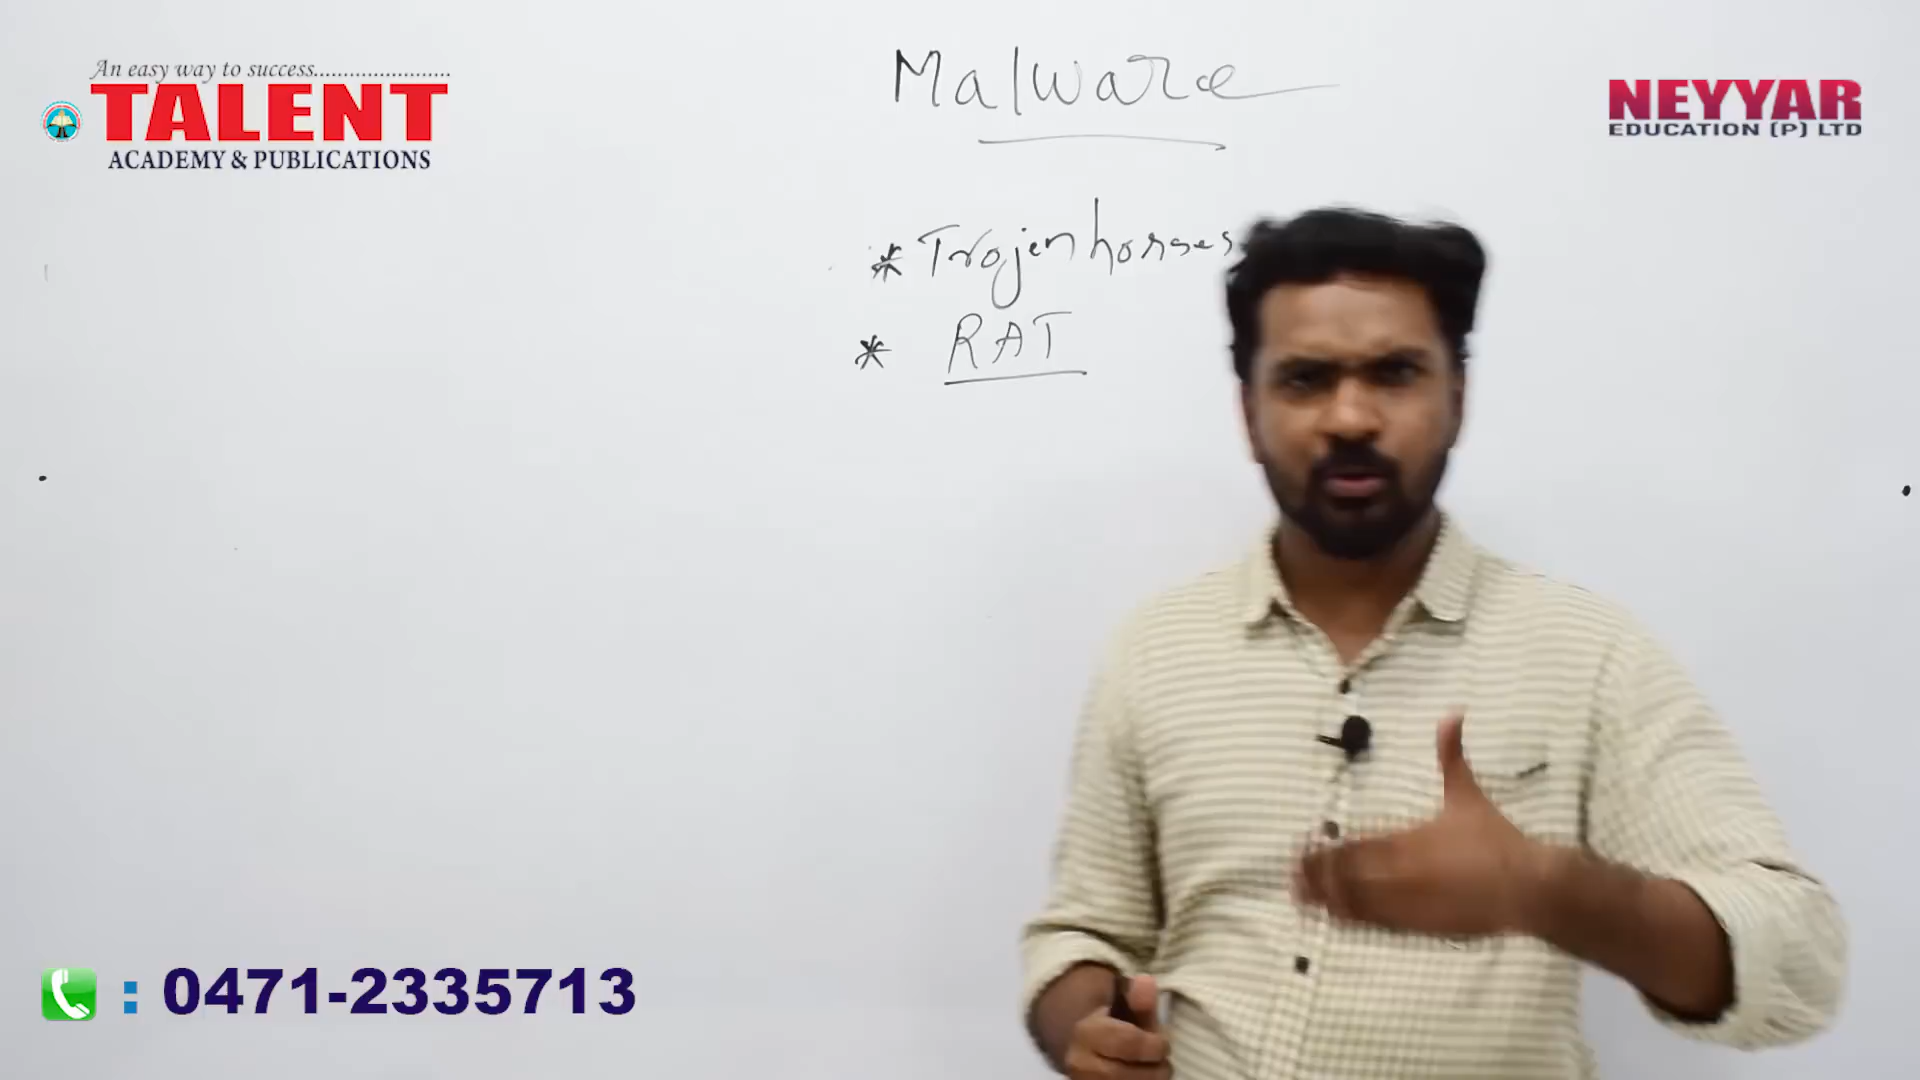 An easy way to success.......................
TALENT
ACADEMY & PUBLICATIONS
Malware
NEYYAR
EDUCATION (P) LTD
* Trojen horses
* RAT
: 0471-2335713